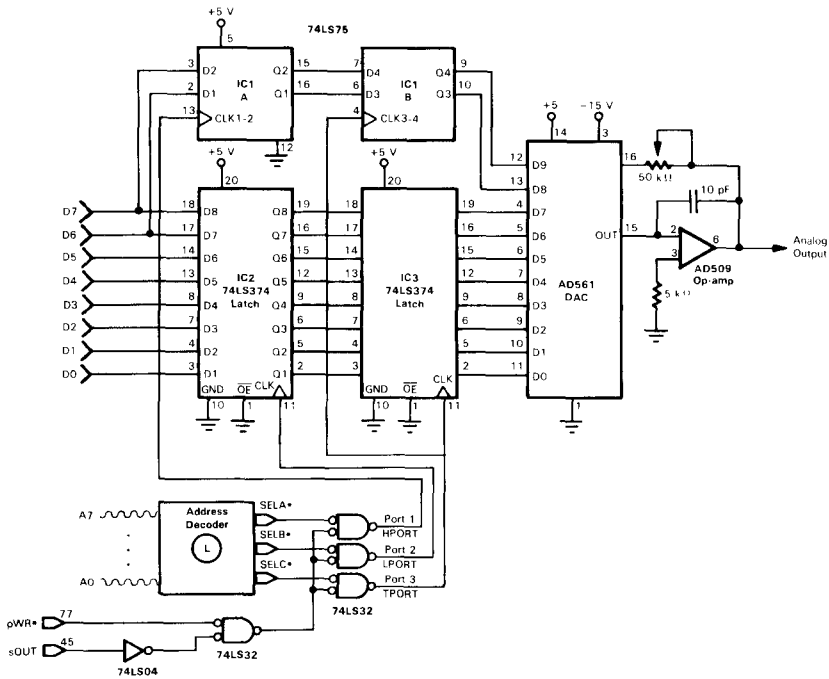 +5 V
74LS75
5
3 D2 Q2 15 7 D4 Q4 9
IC1 A
IC1 B
2 D1 Q1 16 6 D3 Q3 10
13 CLK1-2
4 CLK3-4
12
+5 V
+5 V
+5
-15 V
20
20
14
3
12 D9
16
50 kΩ
13 D8
10 pF
D7 18 D8 Q8 19 18 19 4 D7
D6 17 D7 Q7 16 17 16 5 D6
OUT 15
2
6
Analog Output
D5 14 D6 Q6 15 14 15 6 D5
3
AD509 Op-amp
IC2 74LS374 Latch
IC3 74LS374 Latch
AD561 DAC
D4 13 D5 Q5 12 13 12 7 D4
5 kΩ
D3 8 D4 Q4 9 8 9 8 D3
D2 7 D3 Q3 6 7 6 9 D2
D1 4 D2 Q2 5 4 5 10 D1
D0 3 D1 Q1 2 3 2 11 D0
GND OE CLK
GND OE CLK
10 1 11
10 1 11
1
A7
Address Decoder
L
A0
SELA*
SELB*
SELC*
Port 1 HPORT
Port 2 LPORT
Port 3 TPORT
74LS32
pWR* 77
sOUT 45
74LS32
74LS04